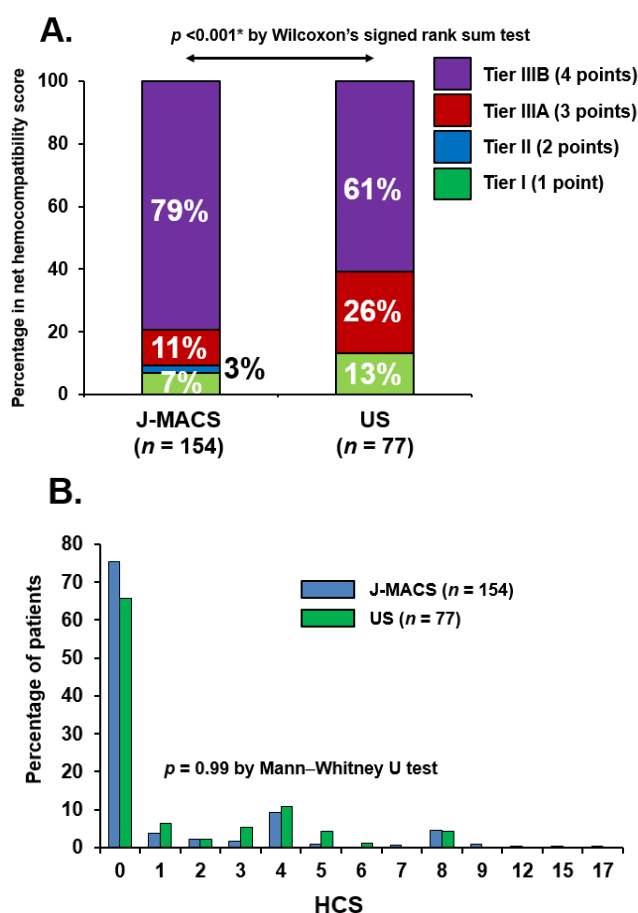 A.
p <0.001* by Wilcoxon's signed rank sum test
Percentage in net hemocompatibility score
100
80
60
40
20
0
79%
11%
3%
7%
61%
26%
13%
Tier IIIB (4 points)
Tier IIIA (3 points)
Tier II (2 points)
Tier I (1 point)
J-MACS
(n = 154)
US
(n = 77)
B.
Percentage of patients
80
70
60
50
40
30
20
10
0
J-MACS (n = 154)
US (n = 77)
p = 0.99 by Mann–Whitney U test
0 1 2 3 4 5 6 7 8 9 12 15 17
HCS